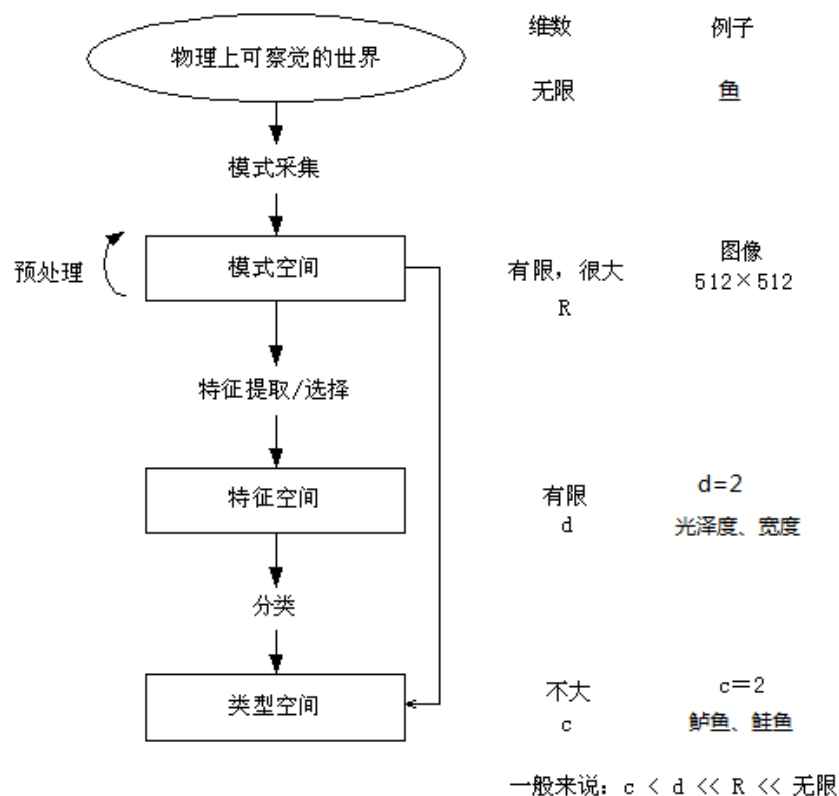 维数 例子
物理上可察觉的世界
无限 鱼
模式采集
图像
预处理 模式空间 有限，很大 512×512
R
特征提取/选择
d=2
特征空间 有限
d 光泽度、宽度
分类
c＝2
类型空间 不大
c 鲈鱼、鲑鱼
一般来说：c < d << R << 无限